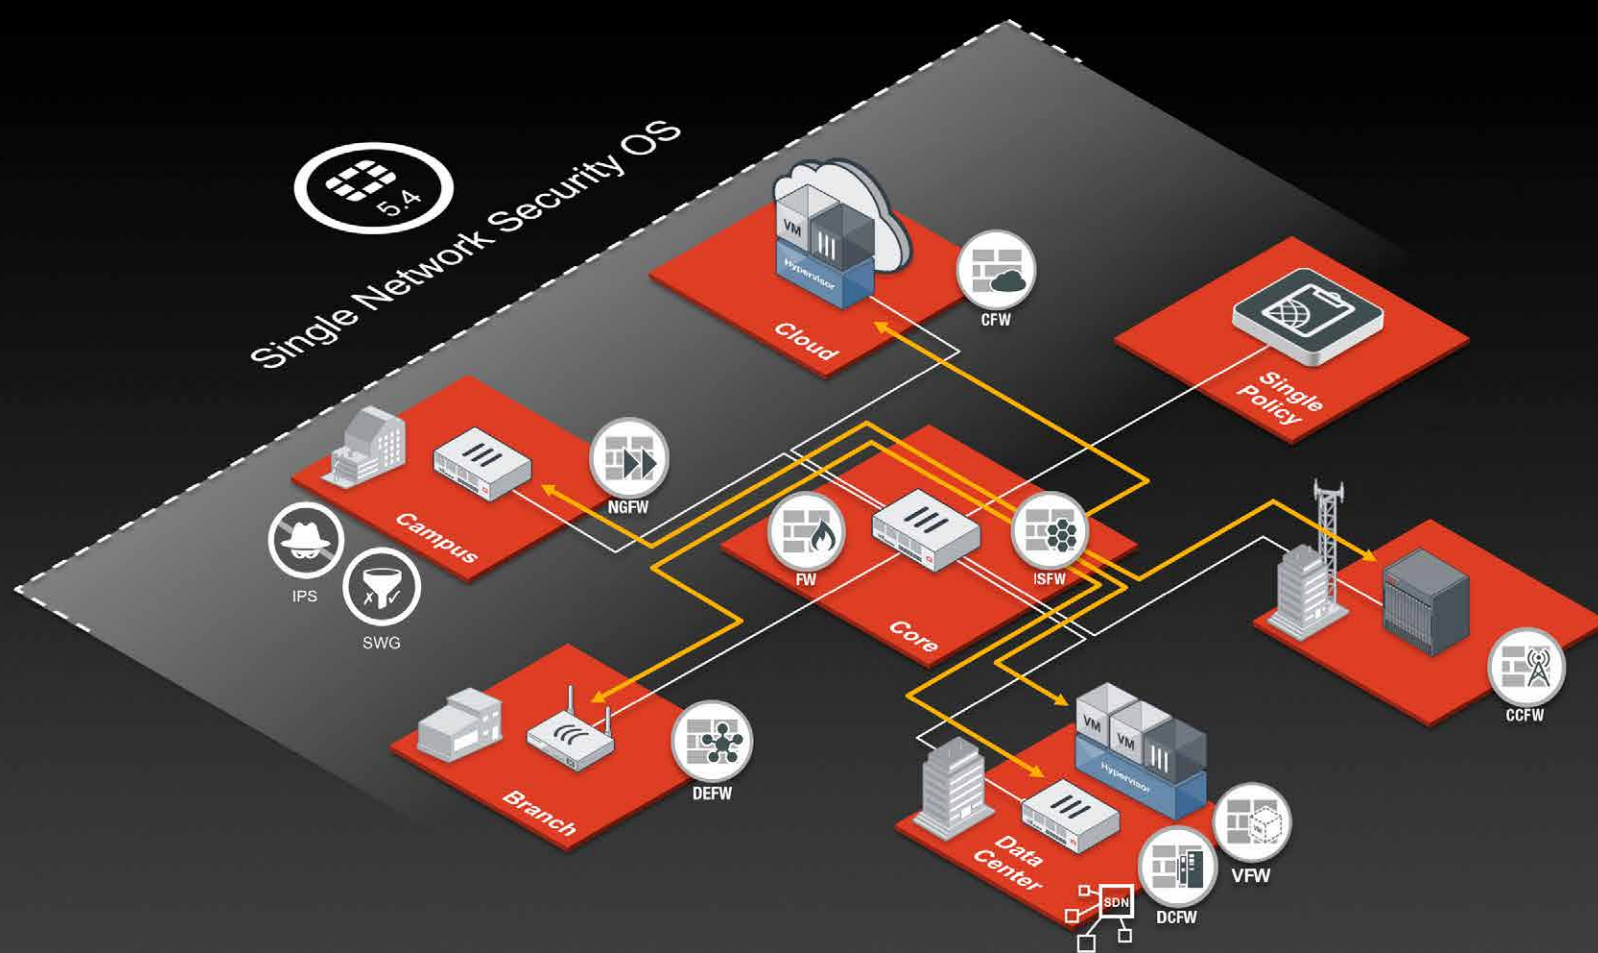 5.4
Single Network Security OS
VM
Hypervisor
Cloud
CFW
Single
Policy
NGFW
Campus
IPS
SWG
FW
ISFW
Core
CCFW
Branch
DEFW
VM
VM
Hypervisor
Data
Center
VM
VFW
DCFW
SDN